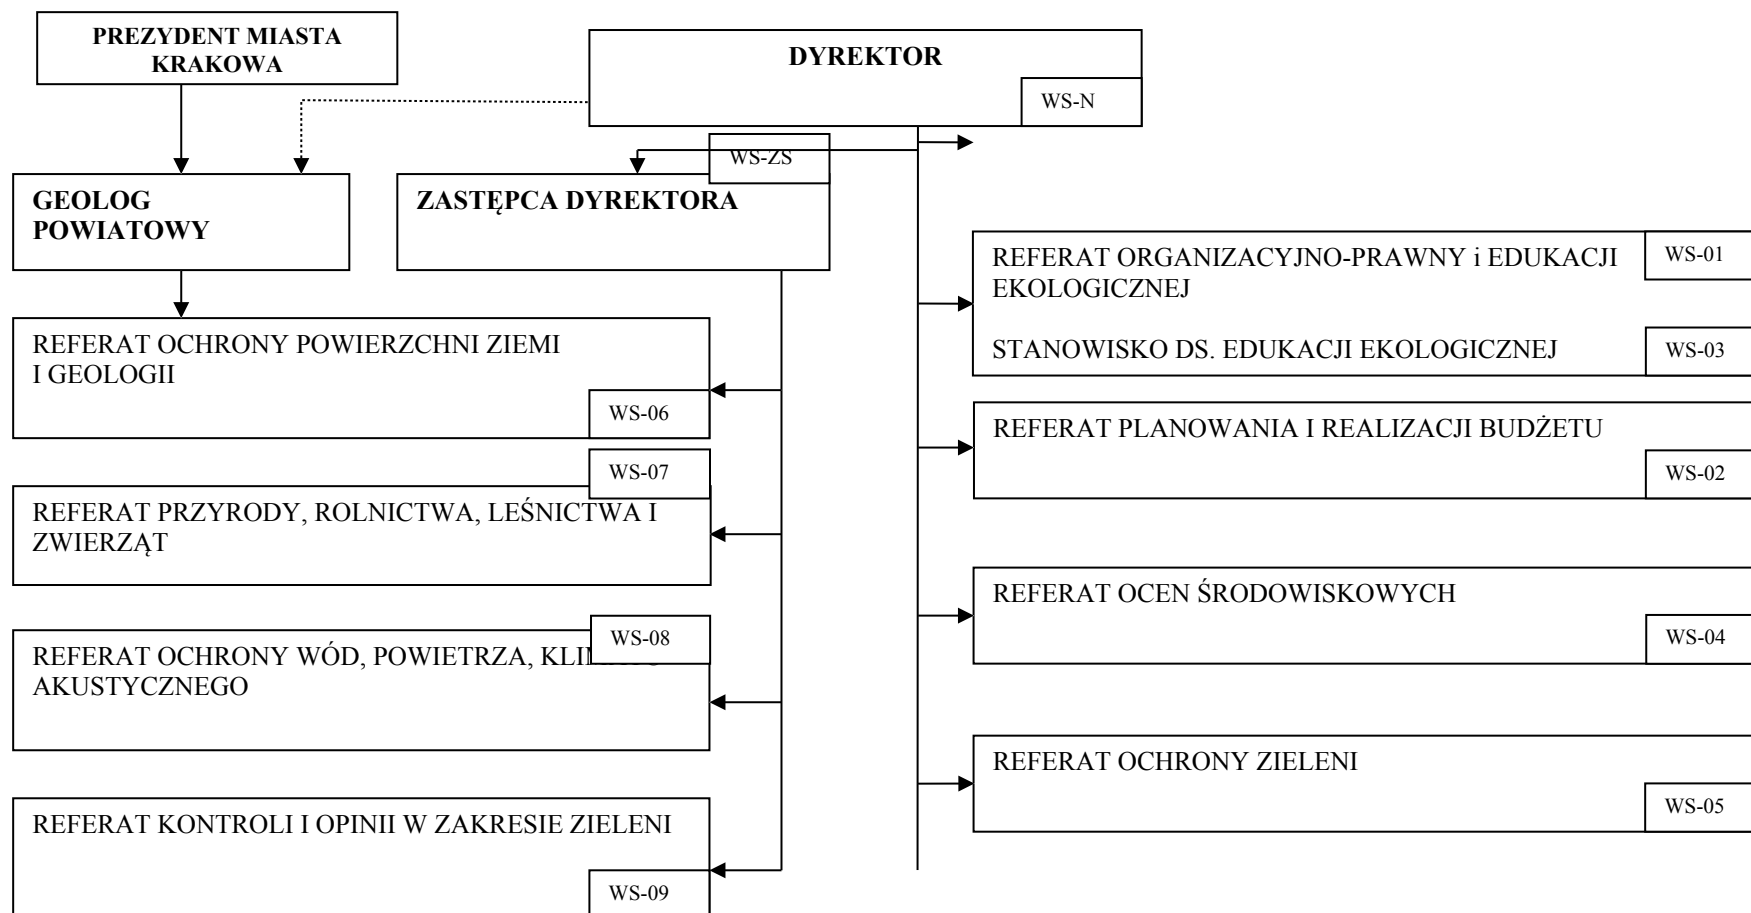 PREZYDENT MIASTA
KRAKOWA
DYREKTOR
WS-N
WS-ZS
GEOLOG
POWIATOWY
ZASTĘPCA DYREKTORA
REFERAT ORGANIZACYJNO-PRAWNY i EDUKACJI
EKOLOGICZNEJ
WS-01
STANOWISKO DS. EDUKACJI EKOLOGICZNEJ
WS-03
REFERAT OCHRONY POWIERZCHNI ZIEMI
I GEOLOGII
WS-06
REFERAT PLANOWANIA I REALIZACJI BUDŻETU
WS-02
WS-07
REFERAT PRZYRODY, ROLNICTWA, LEŚNICTWA I
ZWIERZĄT
REFERAT OCEN ŚRODOWISKOWYCH
WS-04
WS-08
REFERAT OCHRONY WÓD, POWIETRZA,
AKUSTYCZNEGO
REFERAT OCHRONY ZIELENI
WS-05
REFERAT KONTROLI I OPINII W ZAKRESIE ZIELENI
WS-09